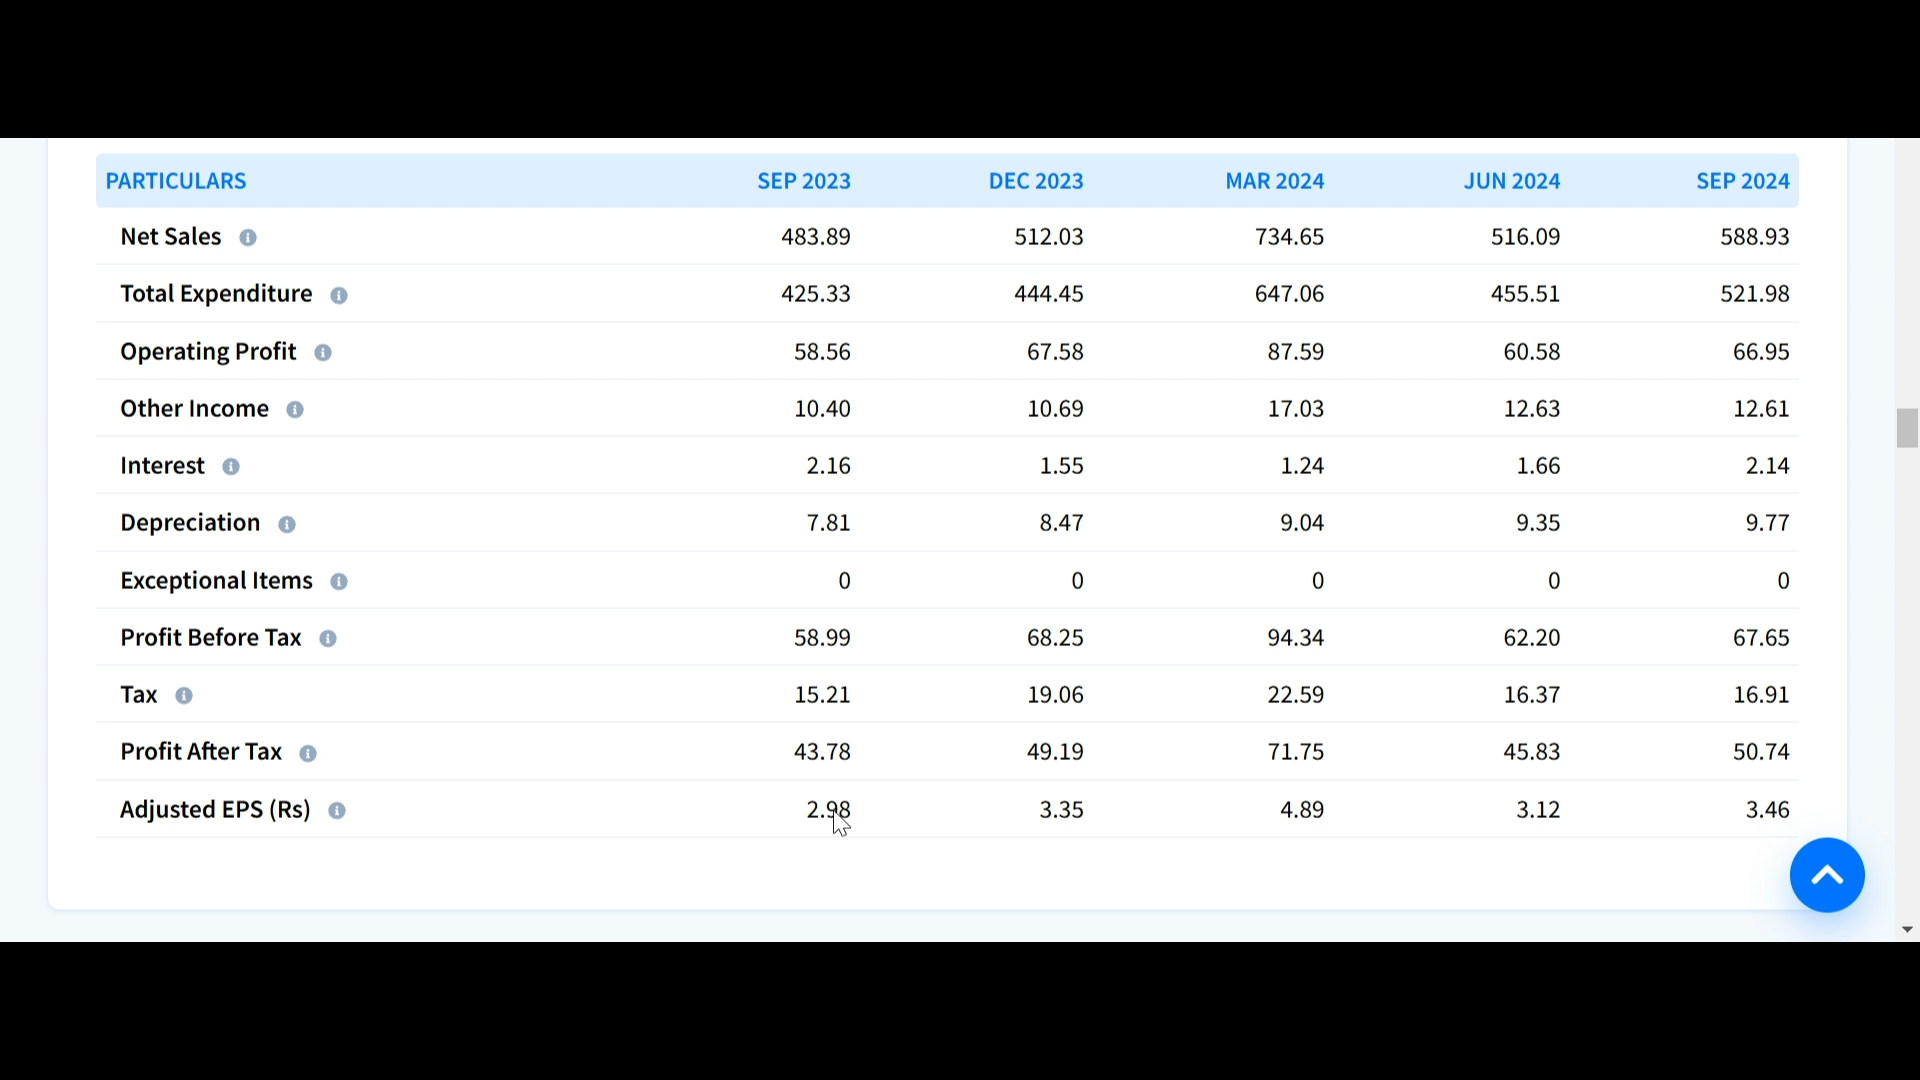 PARTICULARS SEP 2023 DEC 2023 MAR 2024 JUN 2024 SEP 2024
Net Sales 483.89 512.03 734.65 516.09 588.93
Total Expenditure 425.33 444.45 647.06 455.51 521.98
Operating Profit 58.56 67.58 87.59 60.58 66.95
Other Income 10.40 10.69 17.03 12.63 12.61
Interest 2.16 1.55 1.24 1.66 2.14
Depreciation 7.81 8.47 9.04 9.35 9.77
Exceptional Items 0 0 0 0 0
Profit Before Tax 58.99 68.25 94.34 62.20 67.65
Tax 15.21 19.06 22.59 16.37 16.91
Profit After Tax 43.78 49.19 71.75 45.83 50.74
Adjusted EPS (Rs) 2.98 3.35 4.89 3.12 3.46